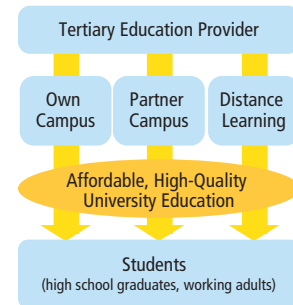 Tertiary Education Provider
Own
Campus
Partner
Campus
Distance
Learning
Affordable, High-Quality
University Education
Students
(high school graduates, working adults)